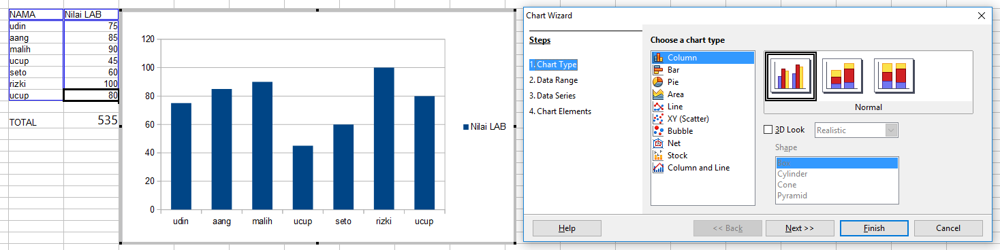 NAMA Nilai LAB
udin 75
aang 85
malih 90
ucup 45
seto 60
rizki 100
ucup 80
TOTAL 535
120
100
80
60
40
20
0
udin aang malih ucup seto rizki ucup
Nilai LAB
Chart Wizard
Steps
1. Chart Type
2. Data Range
3. Data Series
4. Chart Elements
Choose a chart type
Column
Bar
Pie
Area
Line
XY (Scatter)
Bubble
Net
Stock
Column and Line
Normal
3D Look Realistic
Shape
Cylinder
Cone
Pyramid
Help << Back Next >> Finish Cancel